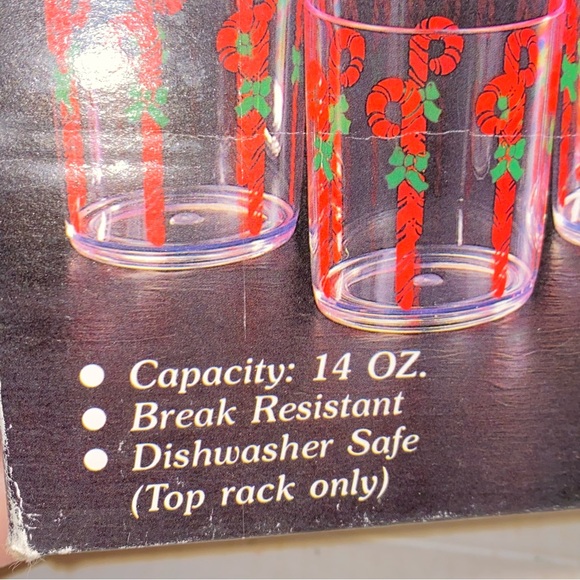 ● Capacity: 14 OZ.
● Break Resistant
● Dishwasher Safe
(Top rack only)